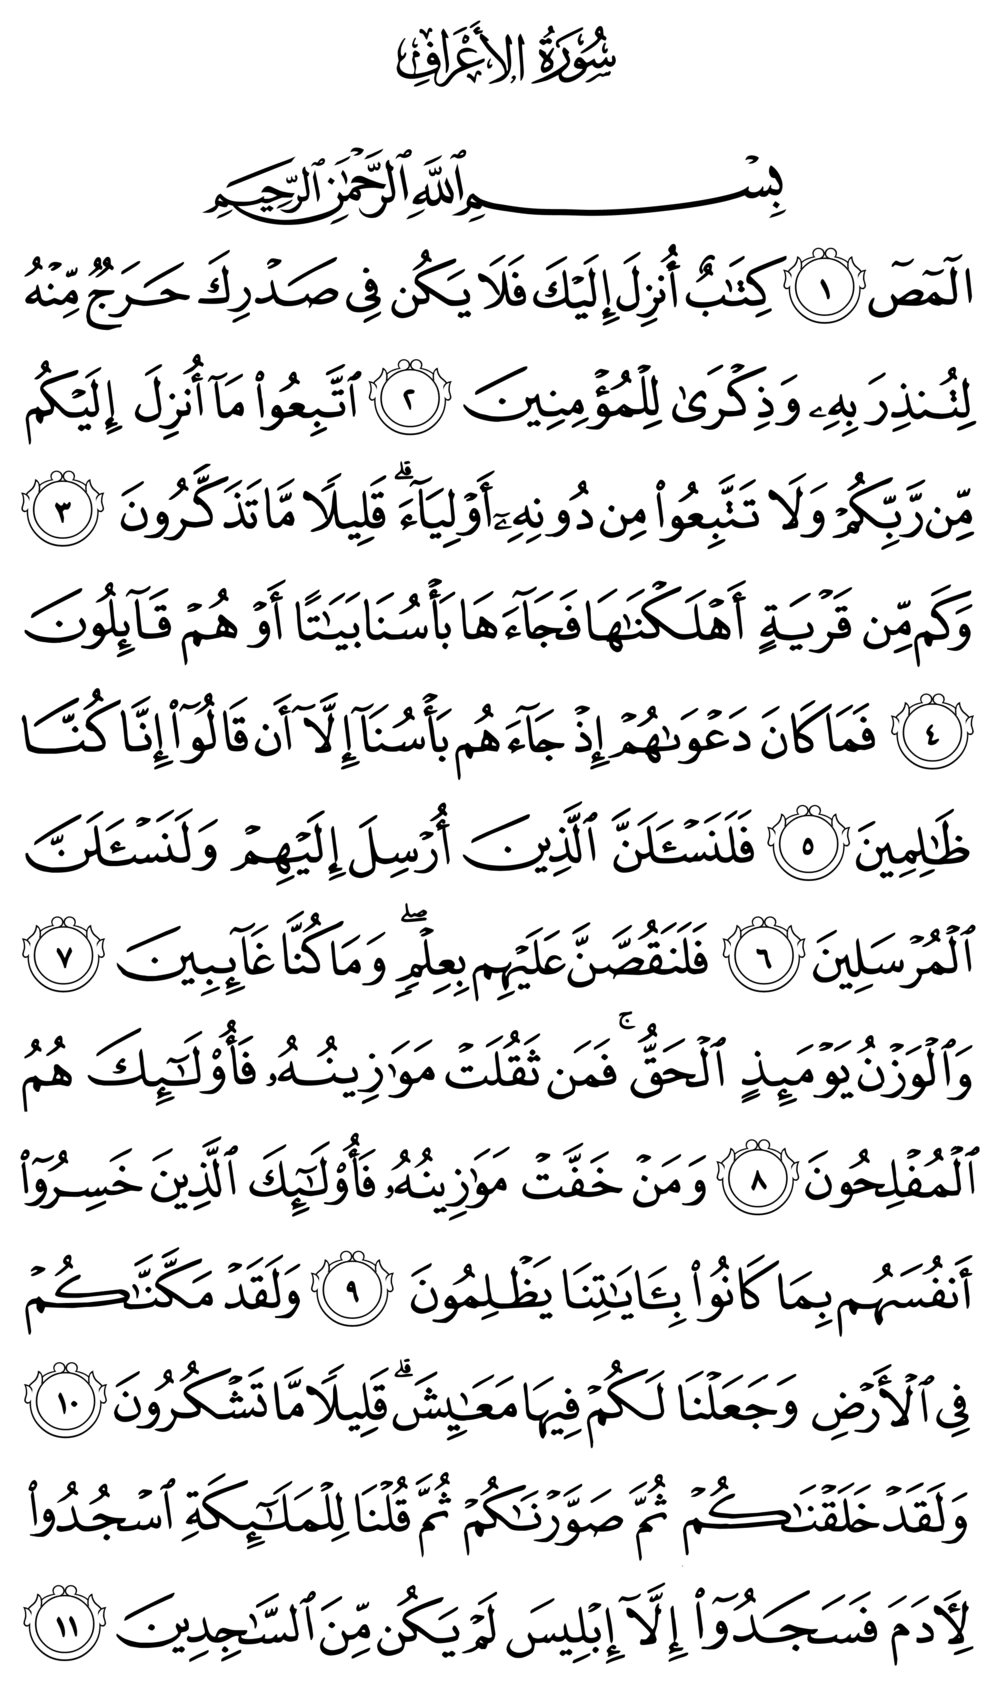 سُورَةُ الأَعْرَافِ
بِسْمِ ٱللَّهِ ٱلرَّحْمَٰنِ ٱلرَّحِيمِ
الٓمٓصٓ ١ كِتَٰبٌ أُنزِلَ إِلَيْكَ فَلَا يَكُن فِى صَدْرِكَ حَرَجٌ مِّنْهُ
لِتُنذِرَ بِهِۦ وَذِكْرَىٰ لِلْمُؤْمِنِينَ ٢ ٱتَّبِعُوا۟ مَآ أُنزِلَ إِلَيْكُم
مِّن رَّبِّكُمْ وَلَا تَتَّبِعُوا۟ مِن دُونِهِۦٓ أَوْلِيَآءَ ۗ قَلِيلًا مَّا تَذَكَّرُونَ ٣
وَكَم مِّن قَرْيَةٍ أَهْلَكْنَٰهَا فَجَآءَهَا بَأْسُنَا بَيَٰتًا أَوْ هُمْ قَآئِلُونَ
٤ فَمَا كَانَ دَعْوَىٰهُمْ إِذْ جَآءَهُم بَأْسُنَآ إِلَّآ أَن قَالُوٓا۟ إِنَّا كُنَّا
ظَٰلِمِينَ ٥ فَلَنَسْـَٔلَنَّ ٱلَّذِينَ أُرْسِلَ إِلَيْهِمْ وَلَنَسْـَٔلَنَّ
ٱلْمُرْسَلِينَ ٦ فَلَنَقُصَّنَّ عَلَيْهِم بِعِلْمٍ ۖ وَمَا كُنَّا غَآئِبِينَ ٧
وَٱلْوَزْنُ يَوْمَئِذٍ ٱلْحَقُّ ۚ فَمَن ثَقُلَتْ مَوَٰزِينُهُۥ فَأُو۟لَٰٓئِكَ هُمُ
ٱلْمُفْلِحُونَ ٨ وَمَنْ خَفَّتْ مَوَٰزِينُهُۥ فَأُو۟لَٰٓئِكَ ٱلَّذِينَ خَسِرُوٓا۟
أَنفُسَهُم بِمَا كَانُوا۟ بِـَٔايَٰتِنَا يَظْلِمُونَ ٩ وَلَقَدْ مَكَّنَّٰكُمْ
فِى ٱلْأَرْضِ وَجَعَلْنَا لَكُمْ فِيهَا مَعَٰيِشَ ۗ قَلِيلًا مَّا تَشْكُرُونَ ١٠
وَلَقَدْ خَلَقْنَٰكُمْ ثُمَّ صَوَّرْنَٰكُمْ ثُمَّ قُلْنَا لِلْمَلَٰٓئِكَةِ ٱسْجُدُوا۟
لِـَٔادَمَ فَسَجَدُوٓا۟ إِلَّآ إِبْلِيسَ لَمْ يَكُن مِّنَ ٱلسَّٰجِدِينَ ١١